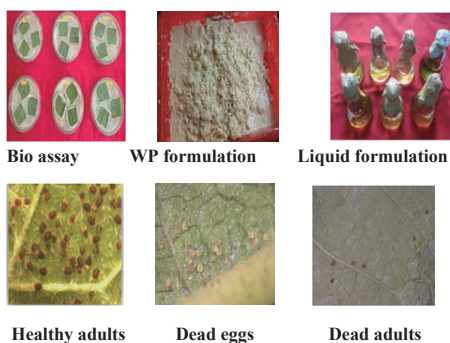 Bio assay WP formulation Liquid formulation
Healthy adults Dead eggs Dead adults